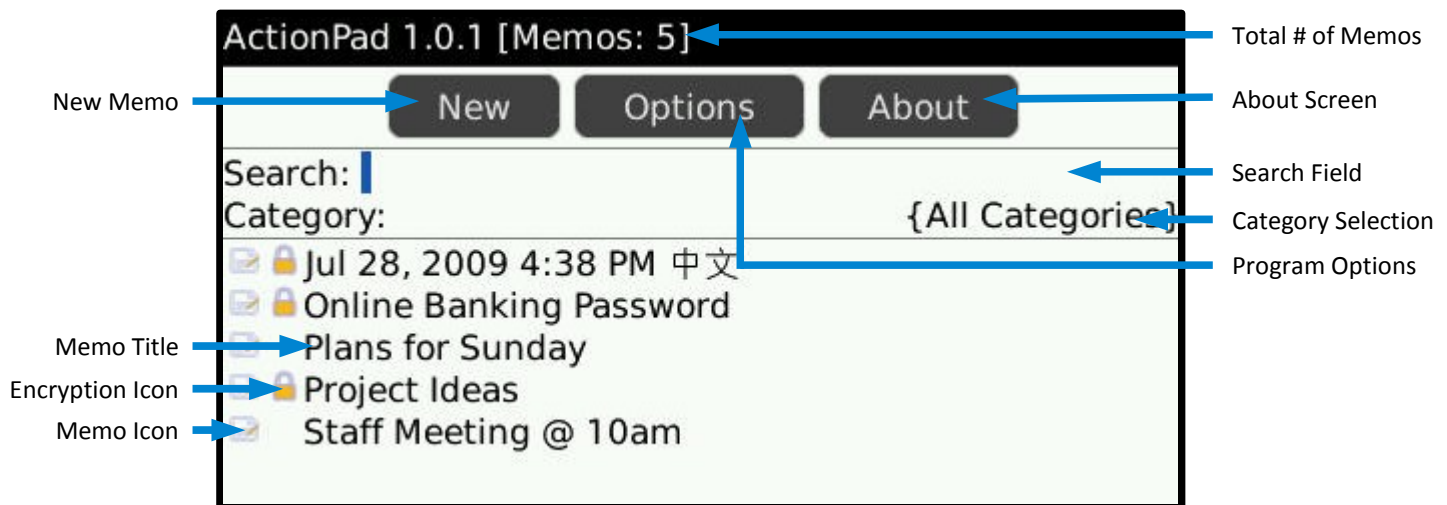 ActionPad 1.0.1 [Memos: 5]
Total # of Memos
New Memo
New
Options
About
About Screen
Search:
Search Field
Category:
{All Categories}
Category Selection
Jul 28, 2009 4:38 PM 中文
Program Options
Online Banking Password
Memo Title
Plans for Sunday
Encryption Icon
Project Ideas
Memo Icon
Staff Meeting @ 10am